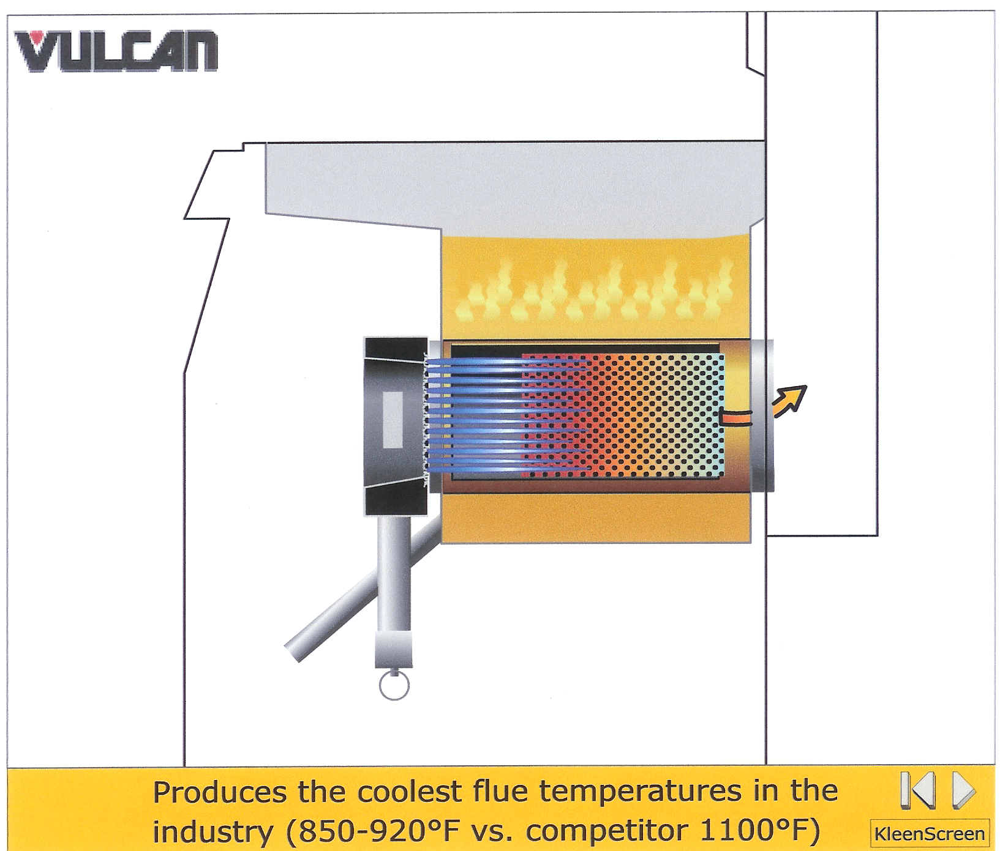 VULCAN
Produces the coolest flue temperatures in the
industry (850-920°F vs. competitor 1100°F)
KleenScreen